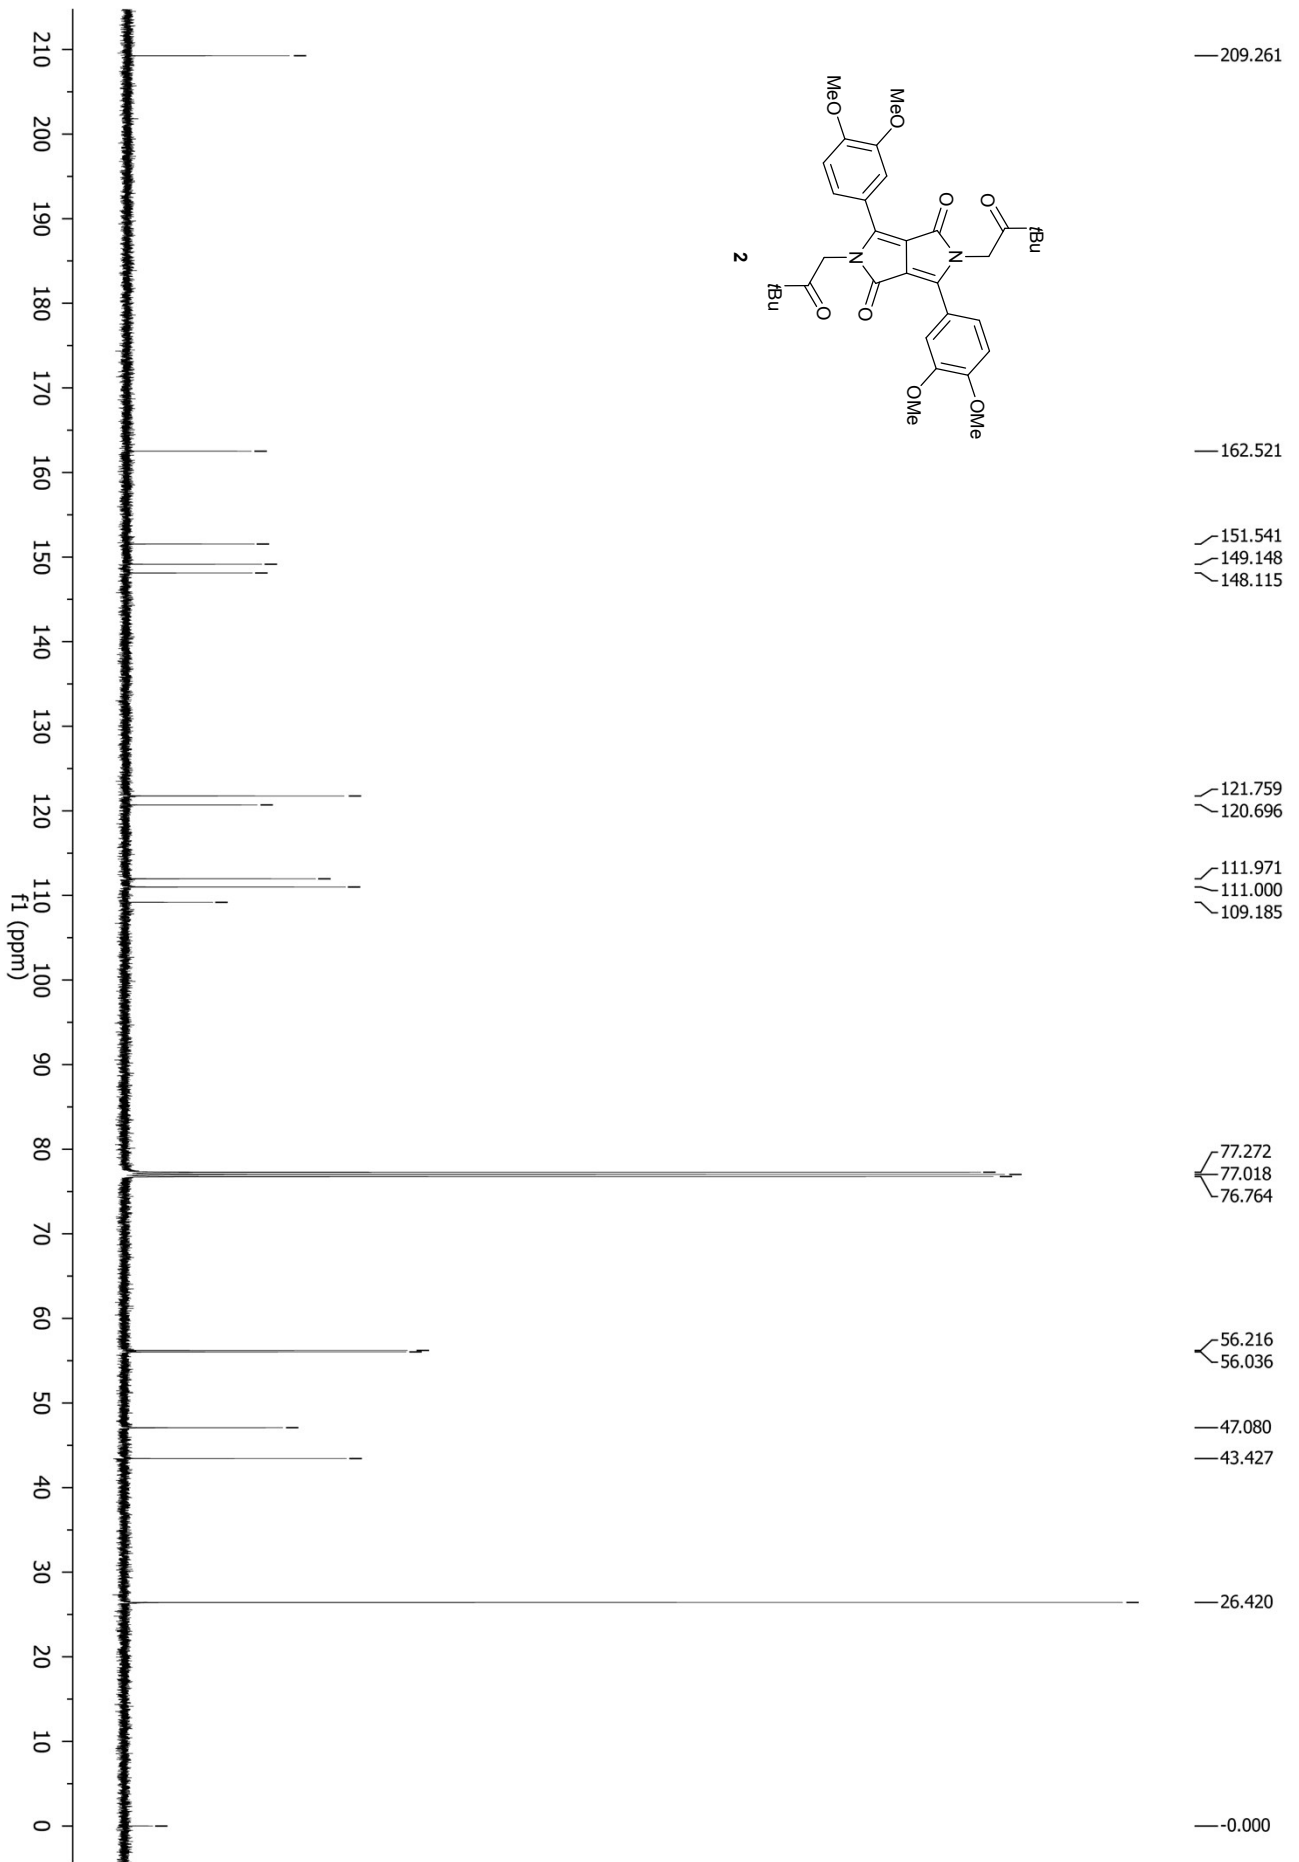 209.261
162.521
151.541
149.148
148.115
121.759
120.696
111.971
111.000
109.185
77.272
77.018
76.764
56.216
56.036
47.080
43.427
26.420
-0.000
MeO
MeO
O
O
tBu
N
N
2
tBu
O
O
OMe
OMe
210 200 190 180 170 160 150 140 130 120 110 100 90 80 70 60 50 40 30 20 10 0
f1 (ppm)